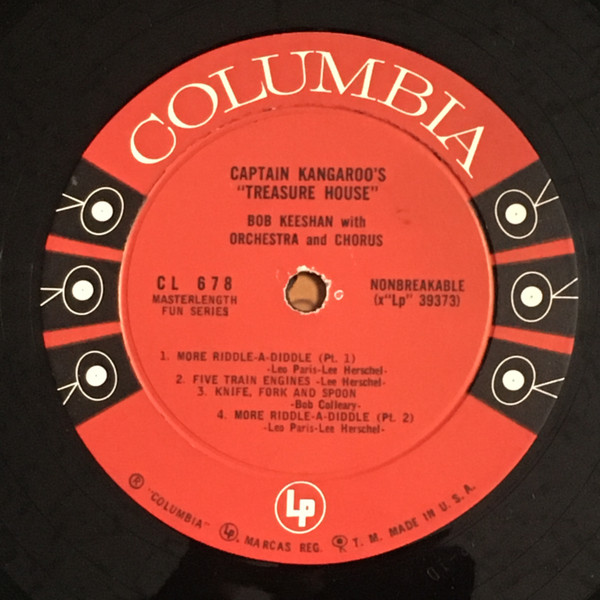 COLUMBIA
CAPTAIN KANGAROO'S
"TREASURE HOUSE"
BOB KEESHAN with
ORCHESTRA and CHORUS
CL 678
MASTERLENGTH
FUN SERIES
NONBREAKABLE
(x"Lp" 39373)
1. MORE RIDDLE-A-DIDDLE (Pt. 1)
-Leo Paris-Lee Herschel-
2. FIVE TRAIN ENGINES -Lee Herschel-
3. KNIFE, FORK AND SPOON
-Bob Colleary-
4. MORE RIDDLE-A-DIDDLE (Pt. 2)
-Leo Paris-Lee Herschel-
Lp
® "COLUMBIA" Lp, MARCAS REG. T. M. MADE IN U. S. A.